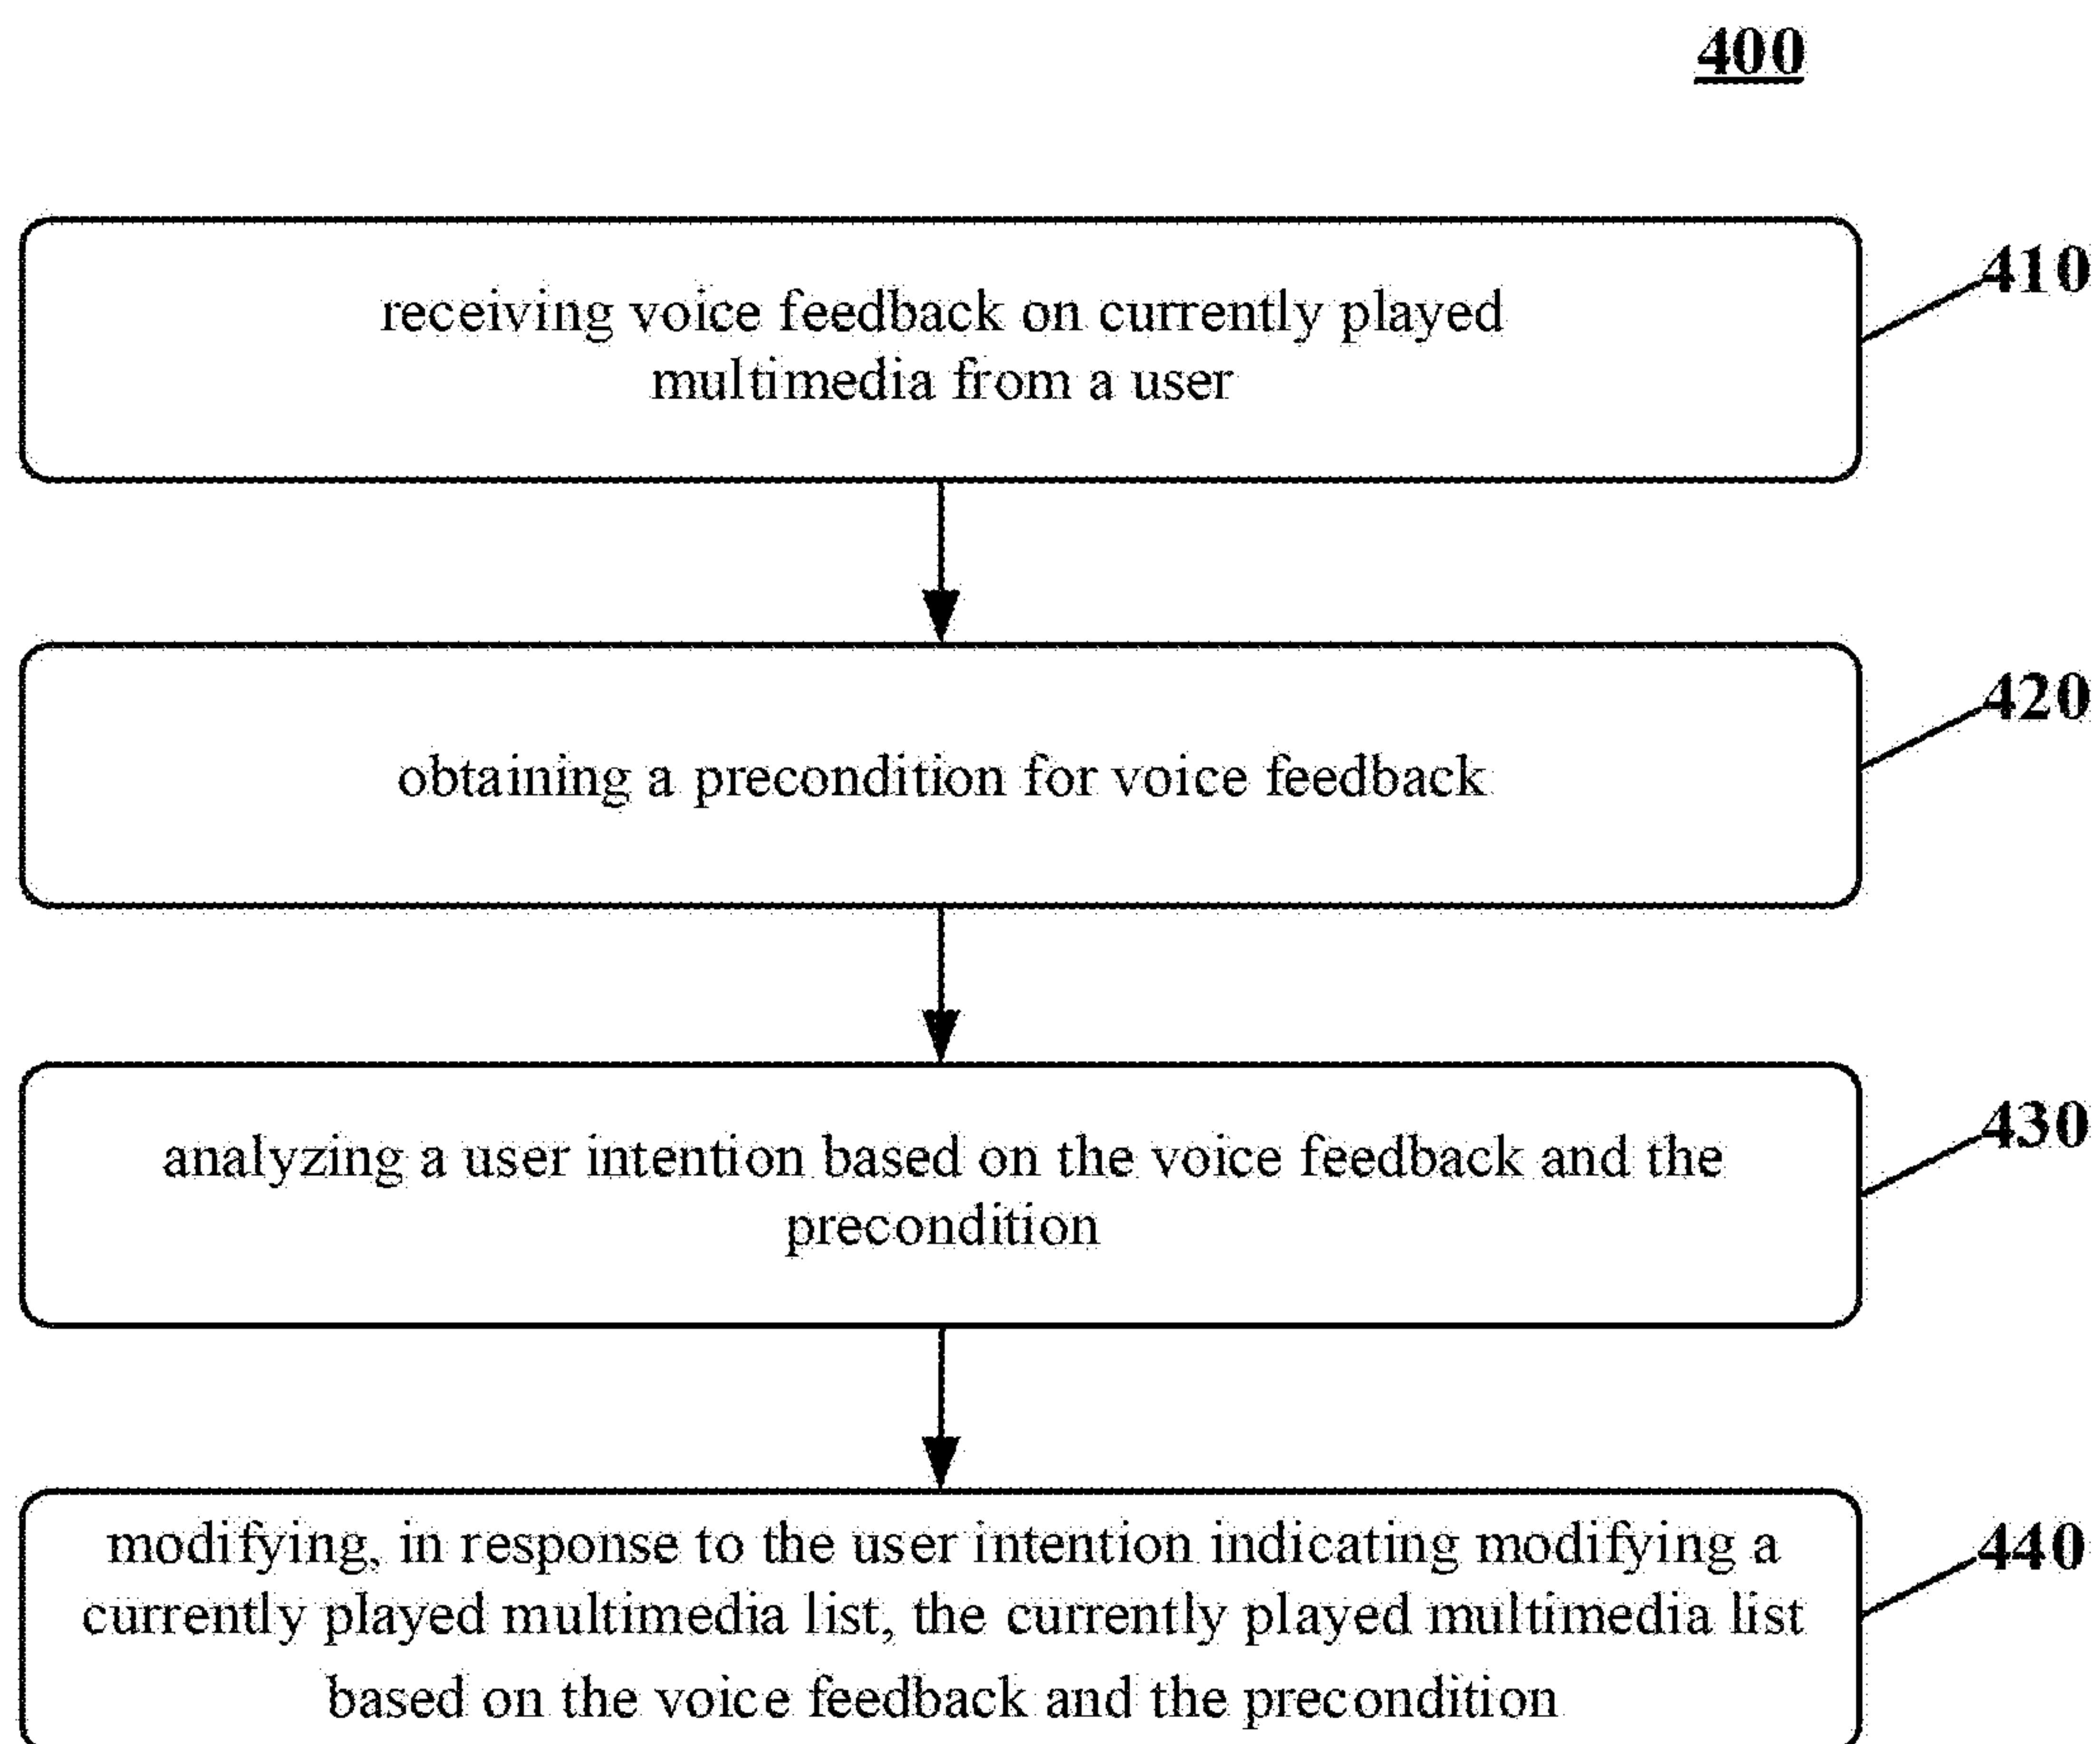 400
receiving voice feedback on currently played
multimedia from a user
410
obtaining a precondition for voice feedback
420
analyzing a user intention based on the voice feedback and the
precondition
430
modifying, in response to the user intention indicating modifying a
currently played multimedia list, the currently played multimedia list
based on the voice feedback and the precondition
440